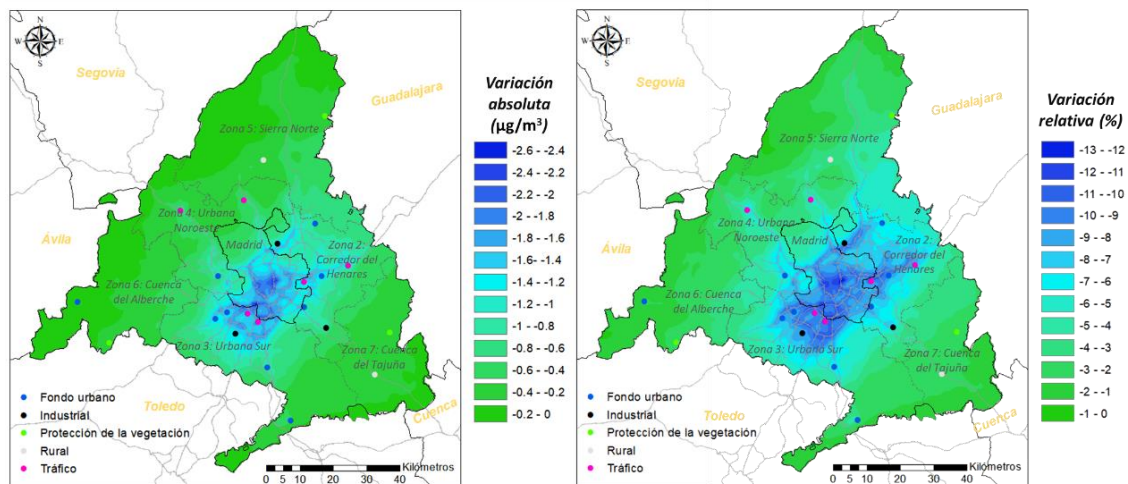 N
W E
S
Segovia
Guadalajara
Zona 5: Sierra Norte
Zona 4: Urbana
Noroeste
Madrid
Ávila
Zona 2:
Corredor del
Henares
Zona 6: Cuenca
del Alberche
Zona 3: Urbana Sur
Zona 7: Cuenca
del Tajuña
Toledo
Cuenca
Fondo urbano
Industrial
Protección de la vegetación
Rural
Tráfico
Kilómetros
0 5 10 20 30 40
Variación
absoluta
(µg/m³)
-2.6 - -2.4
-2.4 - -2.2
-2.2 - -2
-2 - -1.8
-1.8 - -1.6
-1.6 - -1.4
-1.4 - -1.2
-1.2 - -1
-1 - -0.8
-0.8 - -0.6
-0.6 - -0.4
-0.4 - -0.2
-0.2 - 0
N
W E
S
Segovia
Guadalajara
Zona 5: Sierra Norte
Zona 4: Urbana
Noroeste
Madrid
Ávila
Zona 2:
Corredor del
Henares
Zona 6: Cuenca
del Alberche
Zona 3: Urbana Sur
Zona 7: Cuenca
del Tajuña
Toledo
Cuenca
Fondo urbano
Industrial
Protección de la vegetación
Rural
Tráfico
Kilómetros
0 5 10 20 30 40
Variación
relativa (%)
-13 - -12
-12 - -11
-11 - -10
-10 - -9
-9 - -8
-8 - -7
-7 - -6
-6 - -5
-5 - -4
-4 - -3
-3 - -2
-2 - -1
-1 - 0